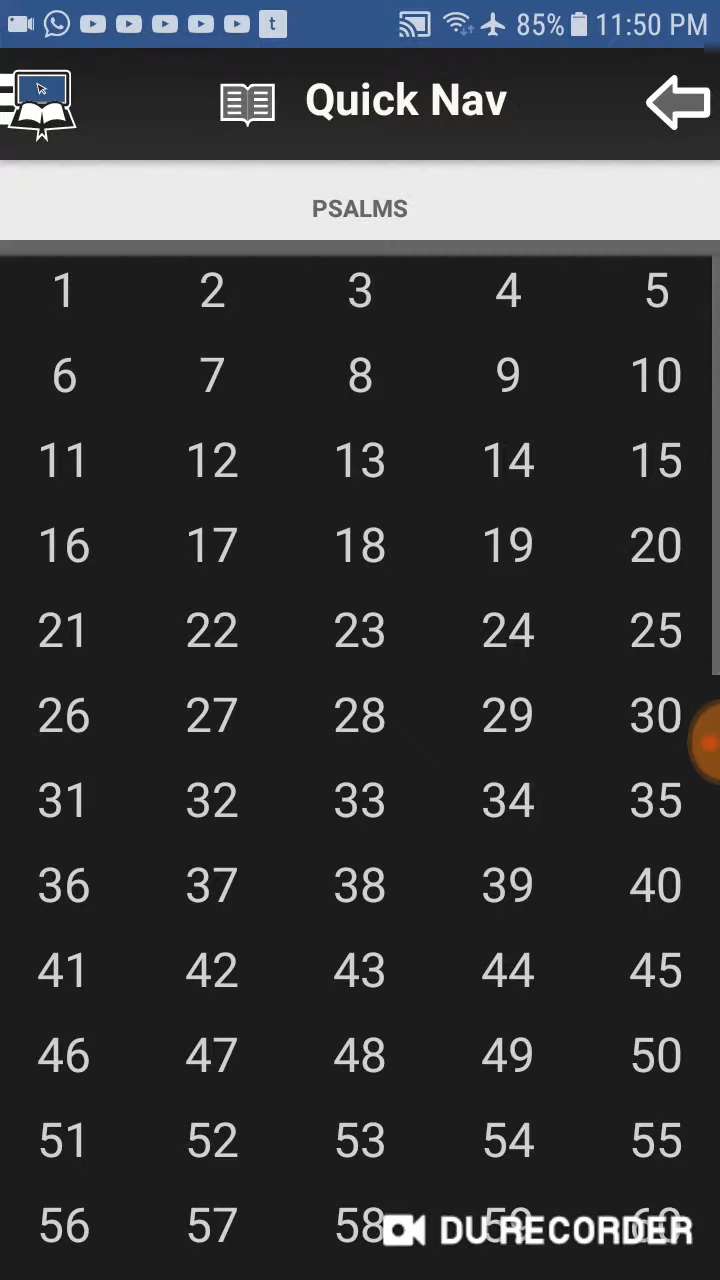 t 85% 11:50 PM
Quick Nav
PSALMS
1 2 3 4 5
6 7 8 9 10
11 12 13 14 15
16 17 18 19 20
21 22 23 24 25
26 27 28 29 30
31 32 33 34 35
36 37 38 39 40
41 42 43 44 45
46 47 48 49 50
51 52 53 54 55
56 57 58 59 60
DU RECORDER